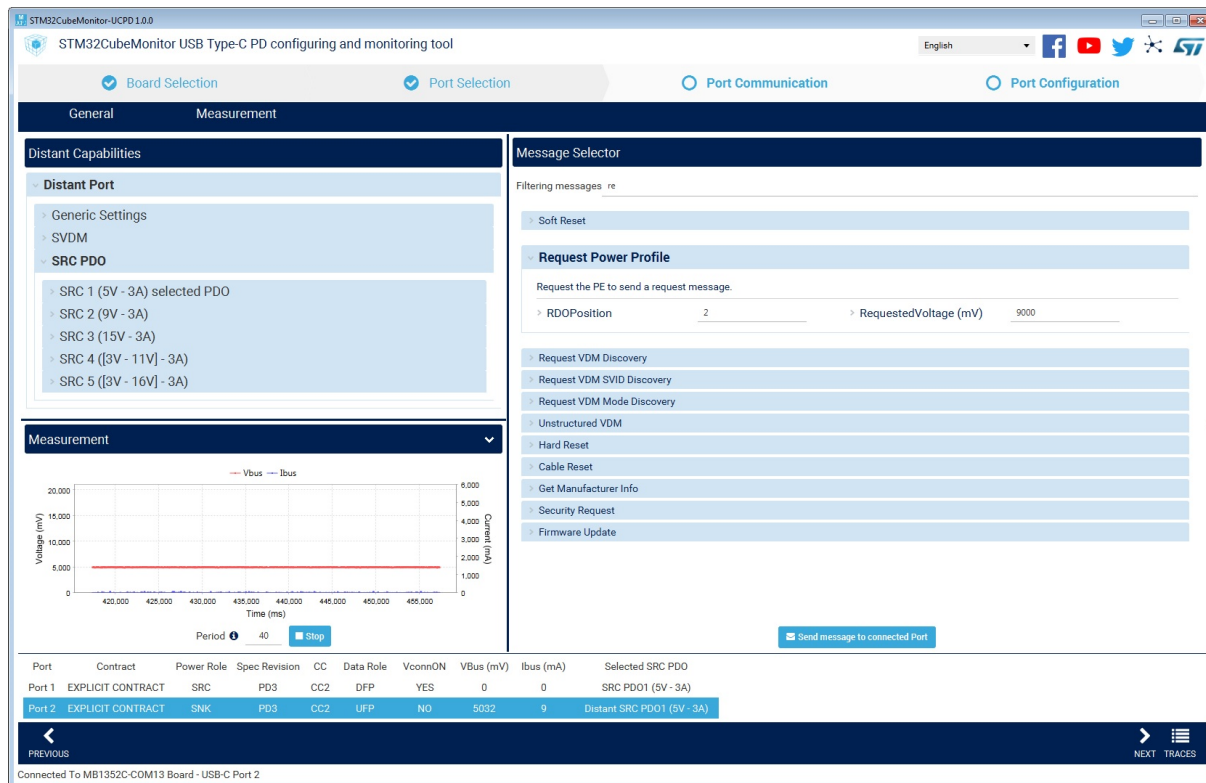 STM32CubeMonitor-UCPD 1.0.0
STM32CubeMonitor USB Type-C PD configuring and monitoring tool
English
Board Selection
Port Selection
Port Communication
Port Configuration
General
Measurement
Distant Capabilities
Distant Port
Generic Settings
SVDM
SRC PDO
SRC 1 (5V - 3A) selected PDO
SRC 2 (9V - 3A)
SRC 3 (15V - 3A)
SRC 4 ([3V - 11V] - 3A)
SRC 5 ([3V - 16V] - 3A)
Measurement
Vbus Ibus
20,000
15,000
10,000
5,000
0
Voltage (mV)
6,000
5,000
4,000
3,000
2,000
1,000
0
Current (mA)
420,000 425,000 430,000 435,000 440,000 445,000 450,000 455,000
Time (ms)
Period 40 Stop
Message Selector
Filtering messages re
Soft Reset
Request Power Profile
Request the PE to send a request message.
RDOPosition 2 RequestedVoltage (mV) 9000
Request VDM Discovery
Request VDM SVID Discovery
Request VDM Mode Discovery
Unstructured VDM
Hard Reset
Cable Reset
Get Manufacturer Info
Security Request
Firmware Update
Send message to connected Port
Port Contract Power Role Spec Revision CC Data Role VconnON VBus (mV) Ibus (mA) Selected SRC PDO
Port 1 EXPLICIT CONTRACT SRC PD3 CC2 DFP YES 0 0 SRC PDO1 (5V - 3A)
Port 2 EXPLICIT CONTRACT SNK PD3 CC2 UFP NO 5032 9 Distant SRC PDO1 (5V - 3A)
PREVIOUS
NEXT TRACES
Connected To MB1352C-COM13 Board - USB-C Port 2